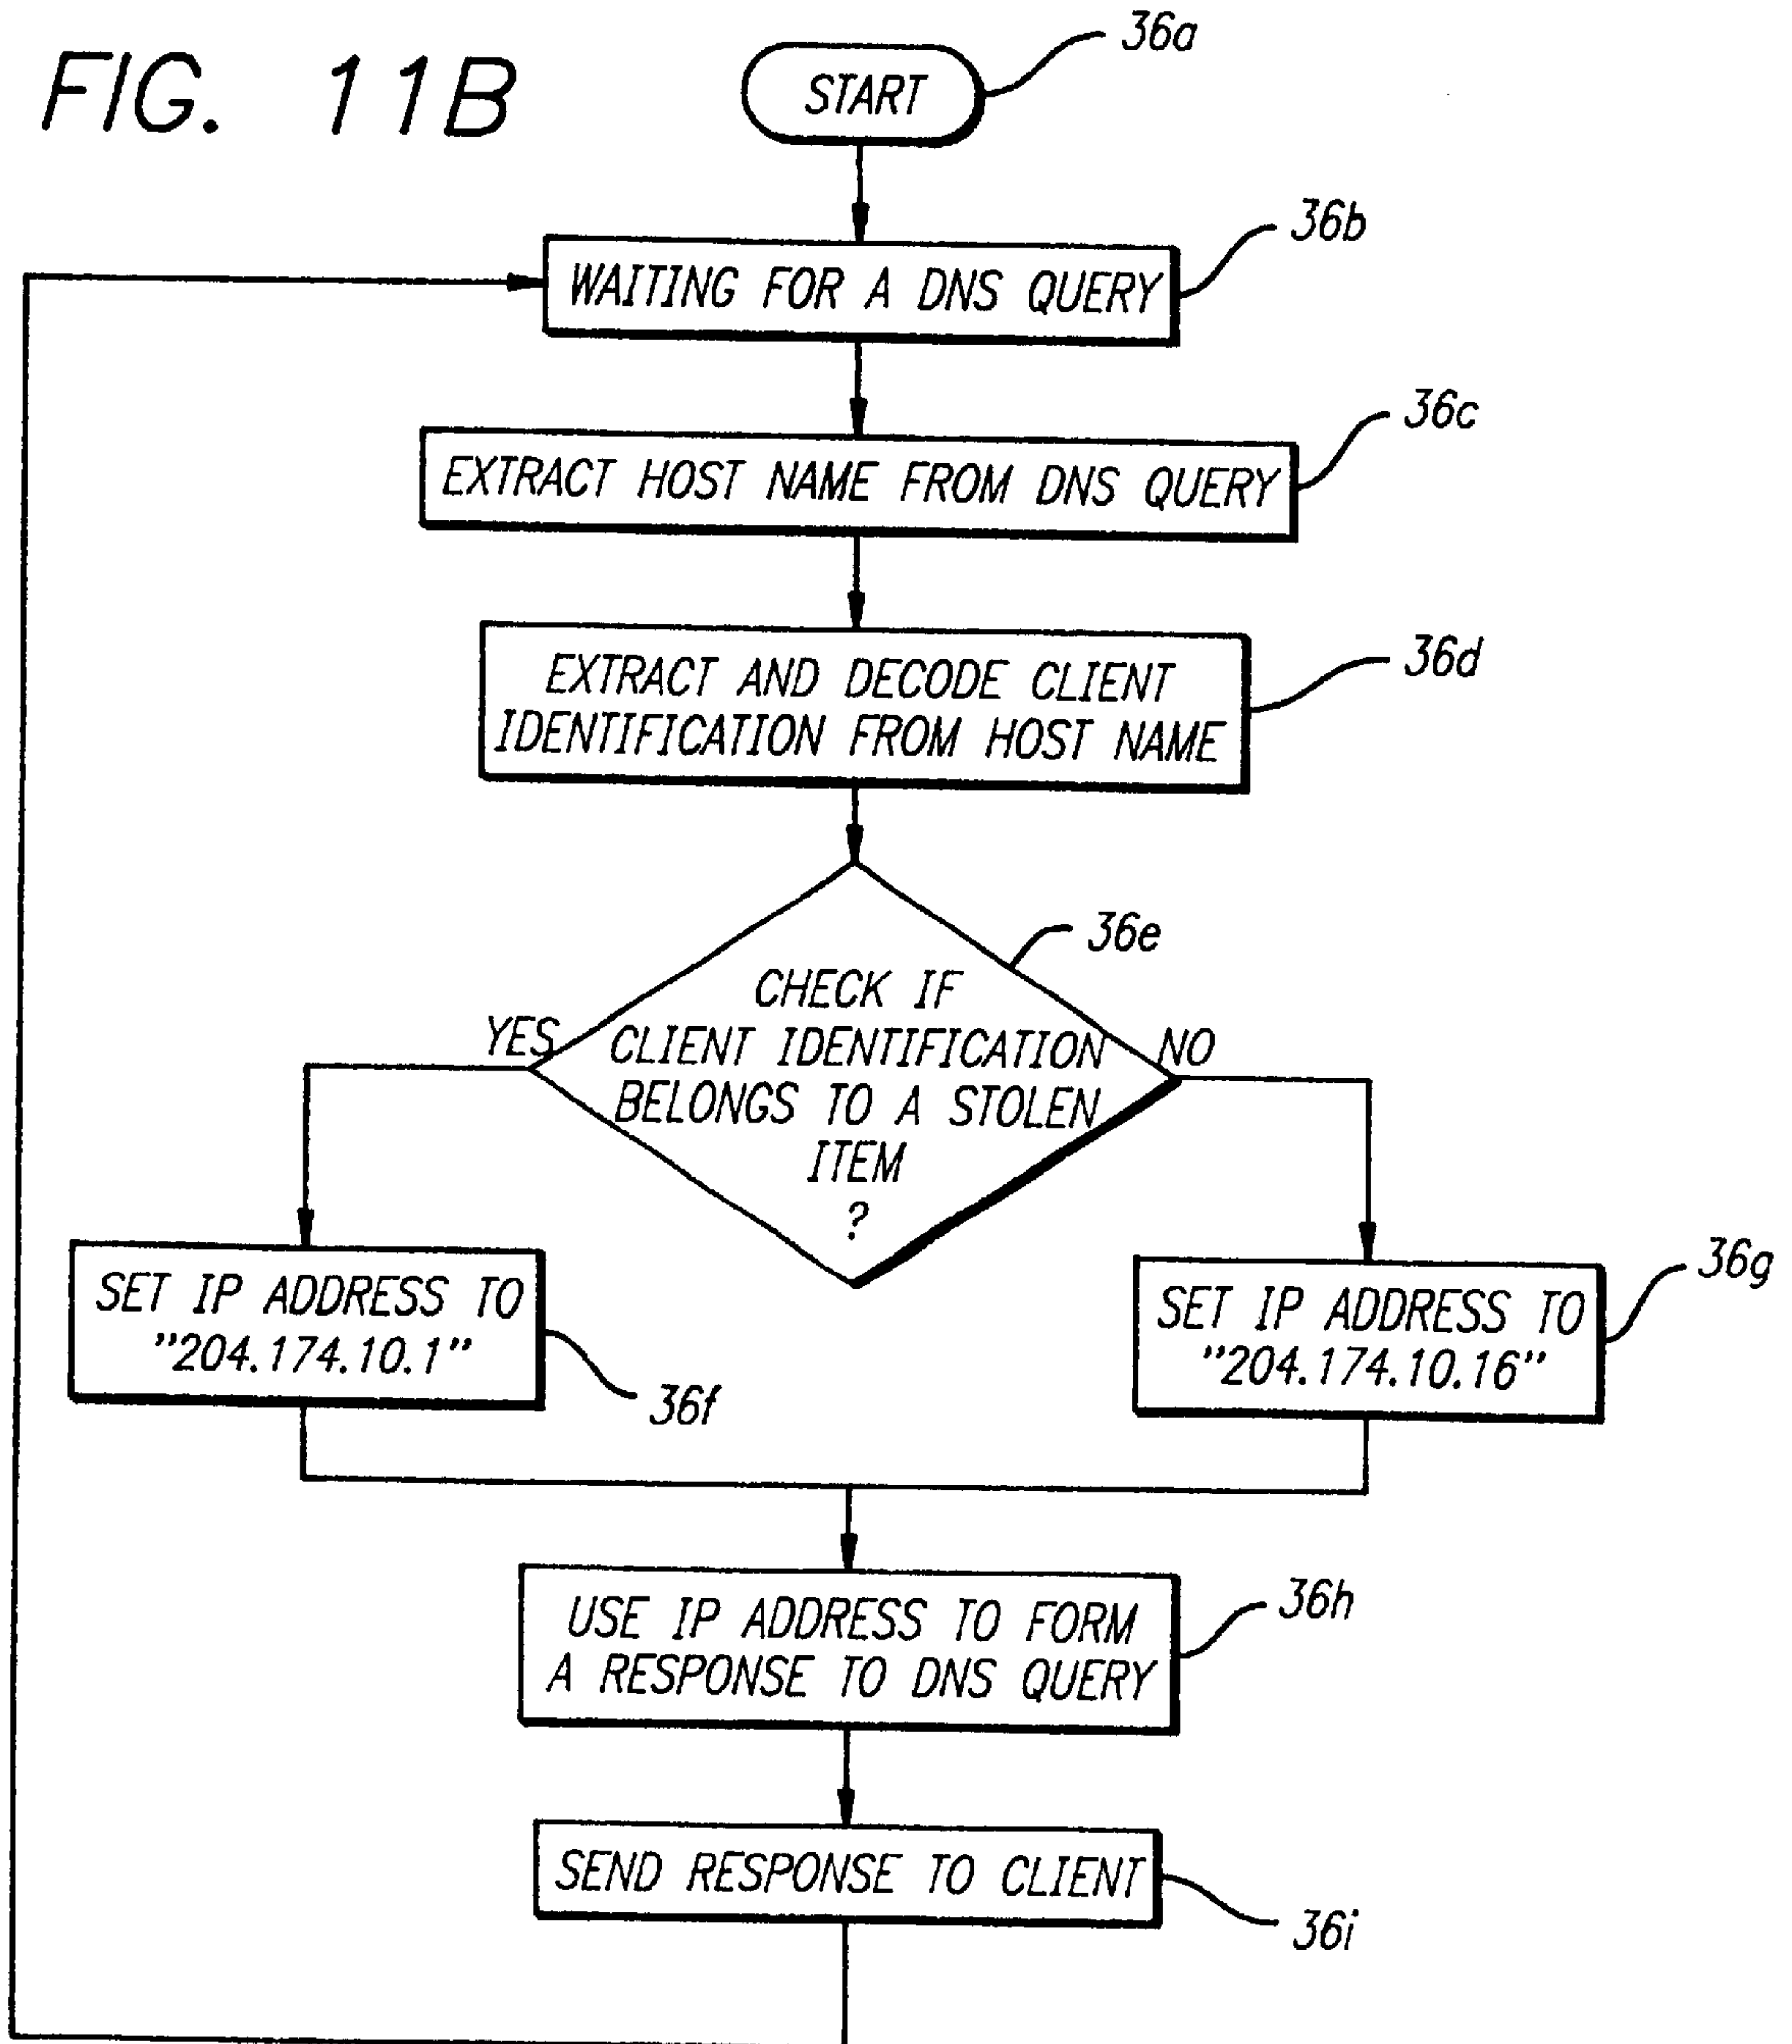 FIG. 11B
START
36a
WAITING FOR A DNS QUERY
36b
EXTRACT HOST NAME FROM DNS QUERY
36c
EXTRACT AND DECODE CLIENT
IDENTIFICATION FROM HOST NAME
36d
36e
CHECK IF
CLIENT IDENTIFICATION
BELONGS TO A STOLEN
ITEM
?
YES
NO
SET IP ADDRESS TO
"204.174.10.1"
36f
SET IP ADDRESS TO
"204.174.10.16"
36g
USE IP ADDRESS TO FORM
A RESPONSE TO DNS QUERY
36h
SEND RESPONSE TO CLIENT
36i